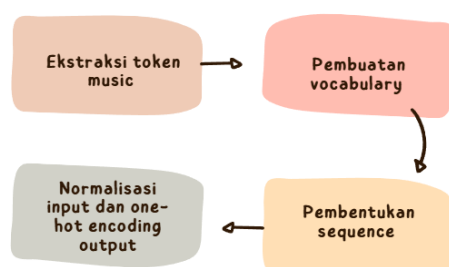 Ekstraksi token
music
Pembuatan
vocabulary
Pembentukan
sequence
Normalisasi
input dan one-
hot encoding
output